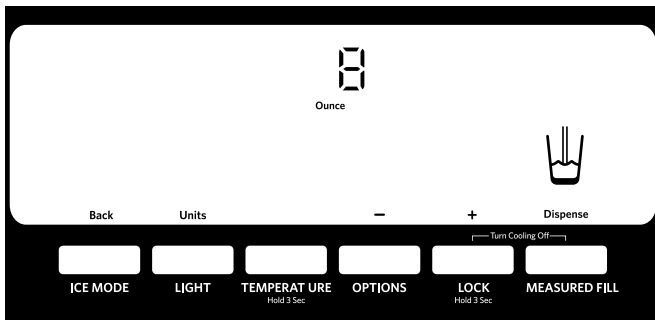 8
Ounce
Back Units − + Dispense
Turn Cooling Off
ICE MODE LIGHT TEMPERAT URE OPTIONS LOCK MEASURED FILL
Hold 3 Sec Hold 3 Sec